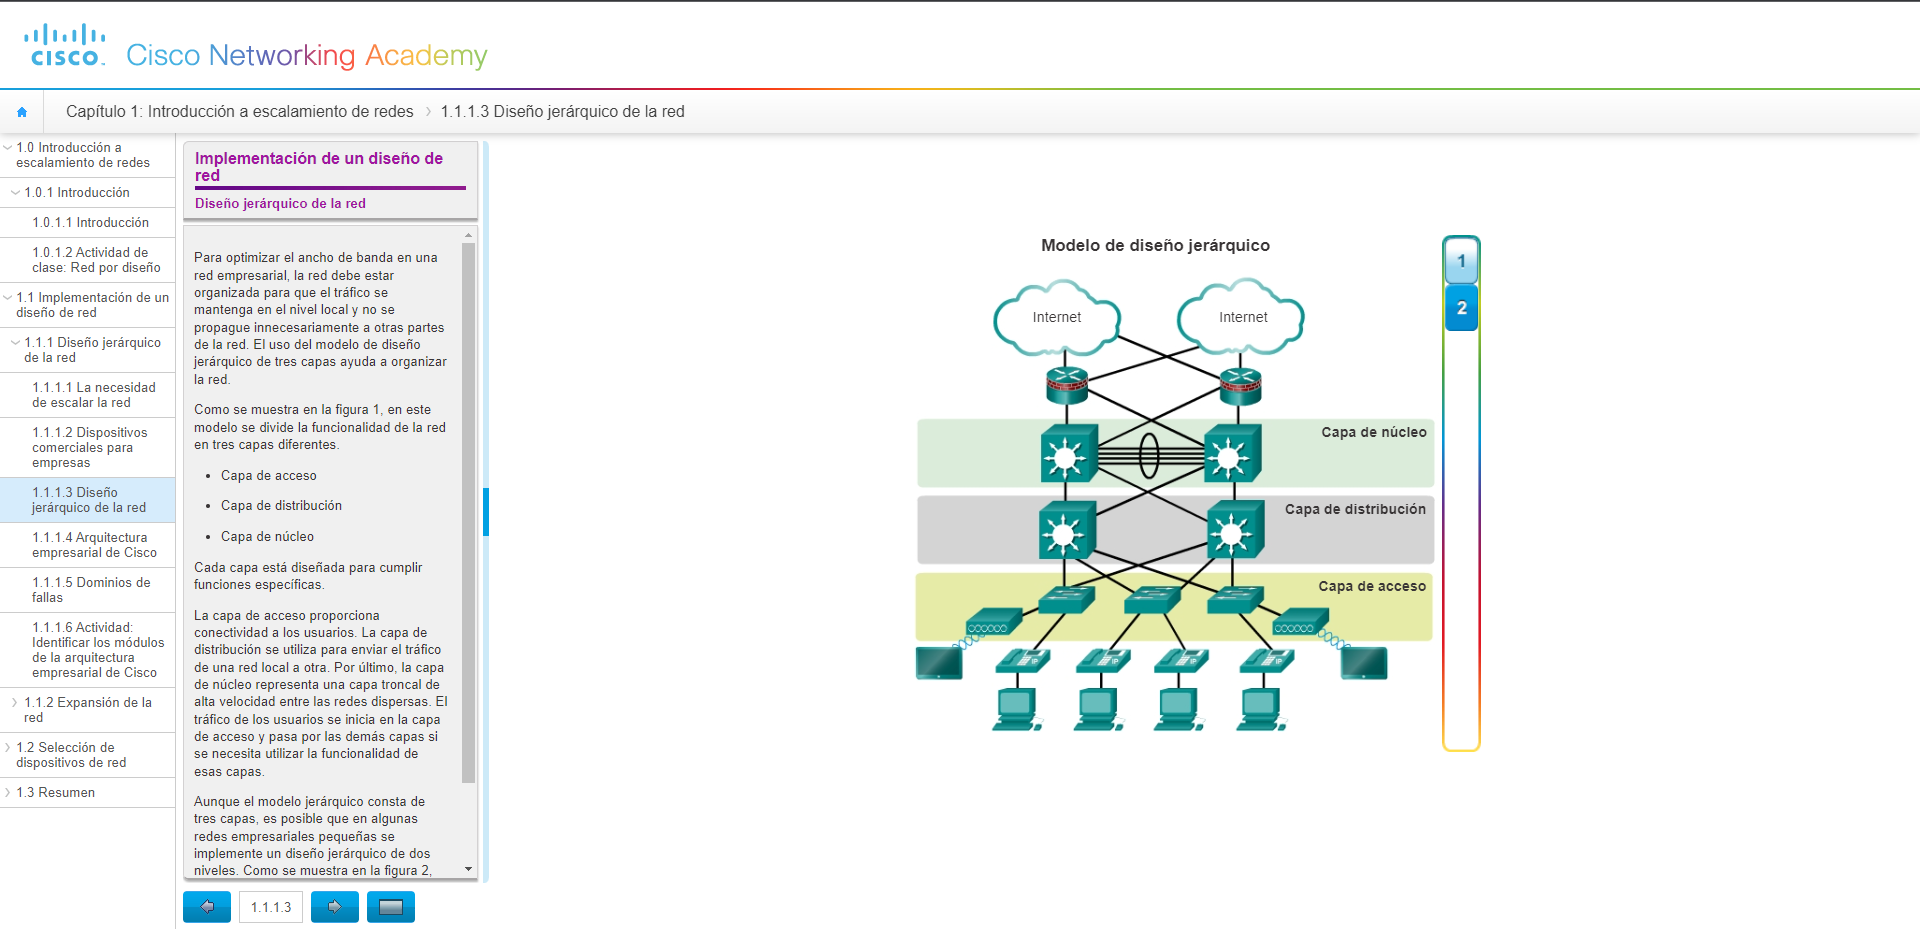 CISCO
Cisco Networking Academy
Capítulo 1: Introducción a escalamiento de redes
1.1.1.3 Diseño jerárquico de la red
1.0 Introducción a
escalamiento de redes
1.0.1 Introducción
1.0.1.1 Introducción
1.0.1.2 Actividad de
clase: Red por diseño
1.1 Implementación de un
diseño de red
1.1.1 Diseño jerárquico
de la red
1.1.1.1 La necesidad
de escalar la red
1.1.1.2 Dispositivos
comerciales para
empresas
1.1.1.3 Diseño
jerárquico de la red
1.1.1.4 Arquitectura
empresarial de Cisco
1.1.1.5 Dominios de
fallas
1.1.1.6 Actividad:
Identificar los módulos
de la arquitectura
empresarial de Cisco
1.1.2 Expansión de la
red
1.2 Selección de
dispositivos de red
1.3 Resumen
Implementación de un diseño de
red
Diseño jerárquico de la red
Para optimizar el ancho de banda en una
red empresarial, la red debe estar
organizada para que el tráfico se
mantenga en el nivel local y no se
propague innecesariamente a otras partes
de la red. El uso del modelo de diseño
jerárquico de tres capas ayuda a organizar
la red.
Como se muestra en la figura 1, en este
modelo se divide la funcionalidad de la red
en tres capas diferentes.
• Capa de acceso
• Capa de distribución
• Capa de núcleo
Cada capa está diseñada para cumplir
funciones específicas.
La capa de acceso proporciona
conectividad a los usuarios. La capa de
distribución se utiliza para enviar el tráfico
de una red local a otra. Por último, la capa
de núcleo representa una capa troncal de
alta velocidad entre las redes dispersas. El
tráfico de los usuarios se inicia en la capa
de acceso y pasa por las demás capas si
se necesita utilizar la funcionalidad de
esas capas.
Aunque el modelo jerárquico consta de
tres capas, es posible que en algunas
redes empresariales pequeñas se
implemente un diseño jerárquico de dos
niveles. Como se muestra en la figura 2,
1.1.1.3
Modelo de diseño jerárquico
Internet
Internet
Capa de núcleo
Capa de distribución
Capa de acceso
IP
IP
IP
IP
1
2